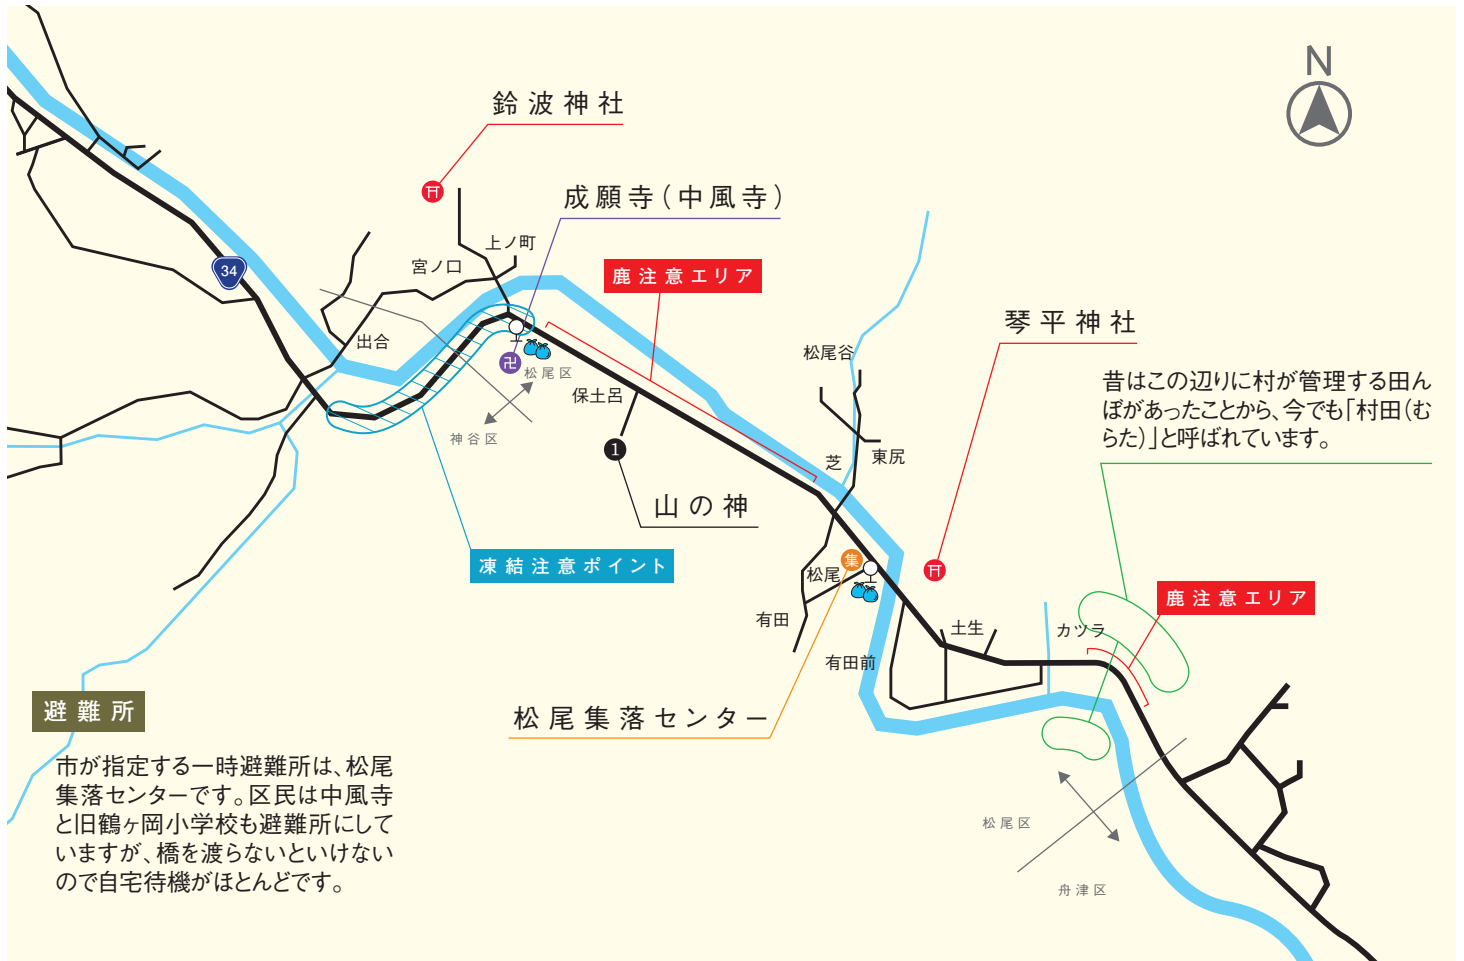 N
鈴波神社
成願寺（中風寺）
上ノ町
宮ノ口
34
鹿注意エリア
琴平神社
出合
卍
松尾区
保土呂
神谷区
松尾谷
昔はこの辺りに村が管理する田ん
ぼがあったことから、今でも「村田（む
らた）」と呼ばれています。
芝
東尻
1
山の神
凍結注意ポイント
集
松尾
有田
有田前
土生
カツラ
鹿注意エリア
松尾集落センター
避難所
市が指定する一時避難所は、松尾
集落センターです。区民は中風寺
と旧鶴ヶ岡小学校も避難所にして
いますが、橋を渡らないといけない
ので自宅待機がほとんどです。
松尾区
舟津区